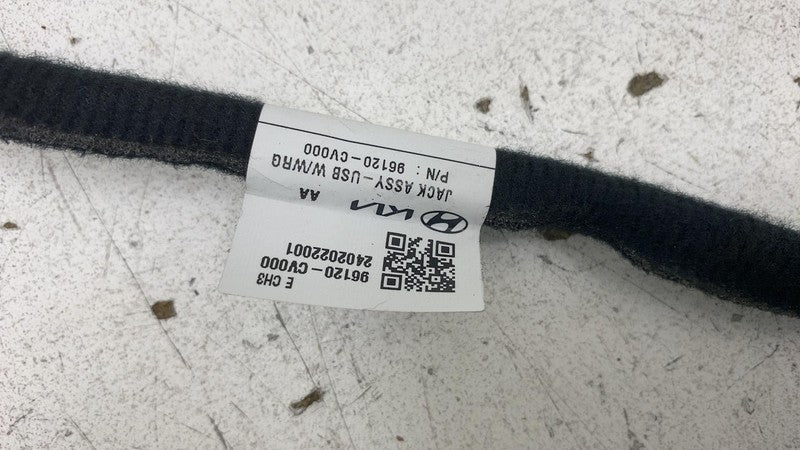 P/N : 96120-CV000
JACK ASSY-USB W/WRG
AA
KIA
96120-CV000
2402022001
E CH3